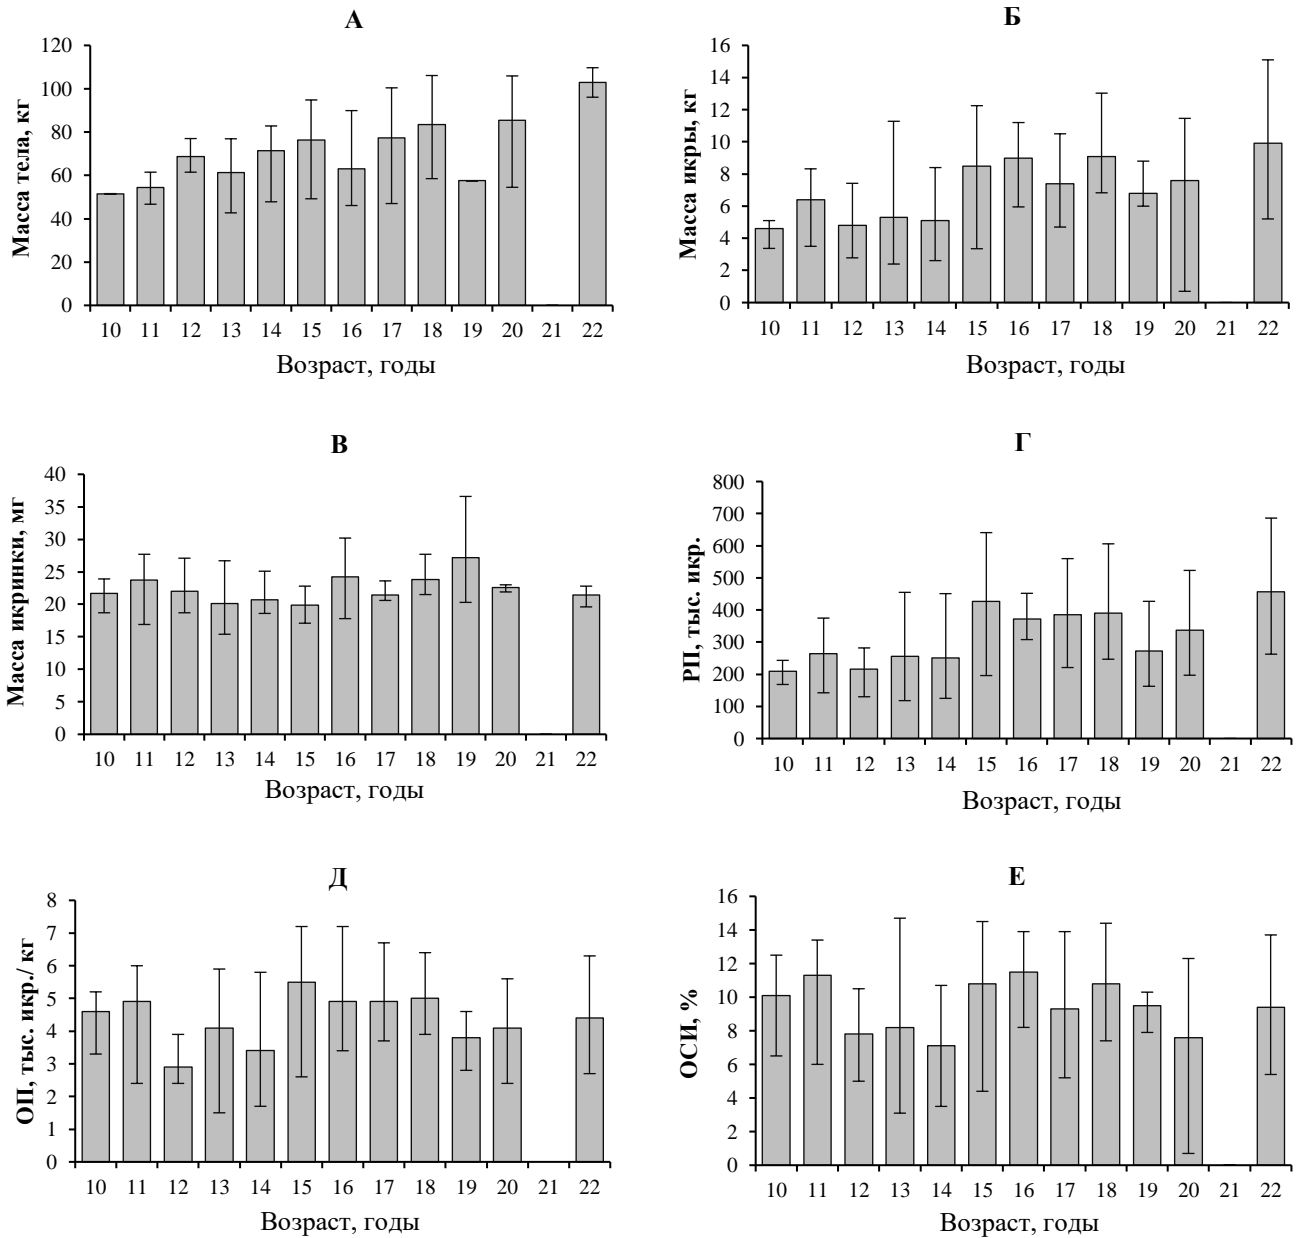 А
Масса тела, кг
120
100
80
60
40
20
0
10 11 12 13 14 15 16 17 18 19 20 21 22
Возраст, годы
Б
Масса икры, кг
16
14
12
10
8
6
4
2
0
10 11 12 13 14 15 16 17 18 19 20 21 22
Возраст, годы
В
Масса икринки, мг
40
35
30
25
20
15
10
5
0
10 11 12 13 14 15 16 17 18 19 20 21 22
Возраст, годы
Г
РП, тыс. икр.
800
700
600
500
400
300
200
100
0
10 11 12 13 14 15 16 17 18 19 20 21 22
Возраст, годы
Д
ОП, тыс. икр./ кг
8
7
6
5
4
3
2
1
0
10 11 12 13 14 15 16 17 18 19 20 21 22
Возраст, годы
Е
ОСИ, %
16
14
12
10
8
6
4
2
0
10 11 12 13 14 15 16 17 18 19 20 21 22
Возраст, годы